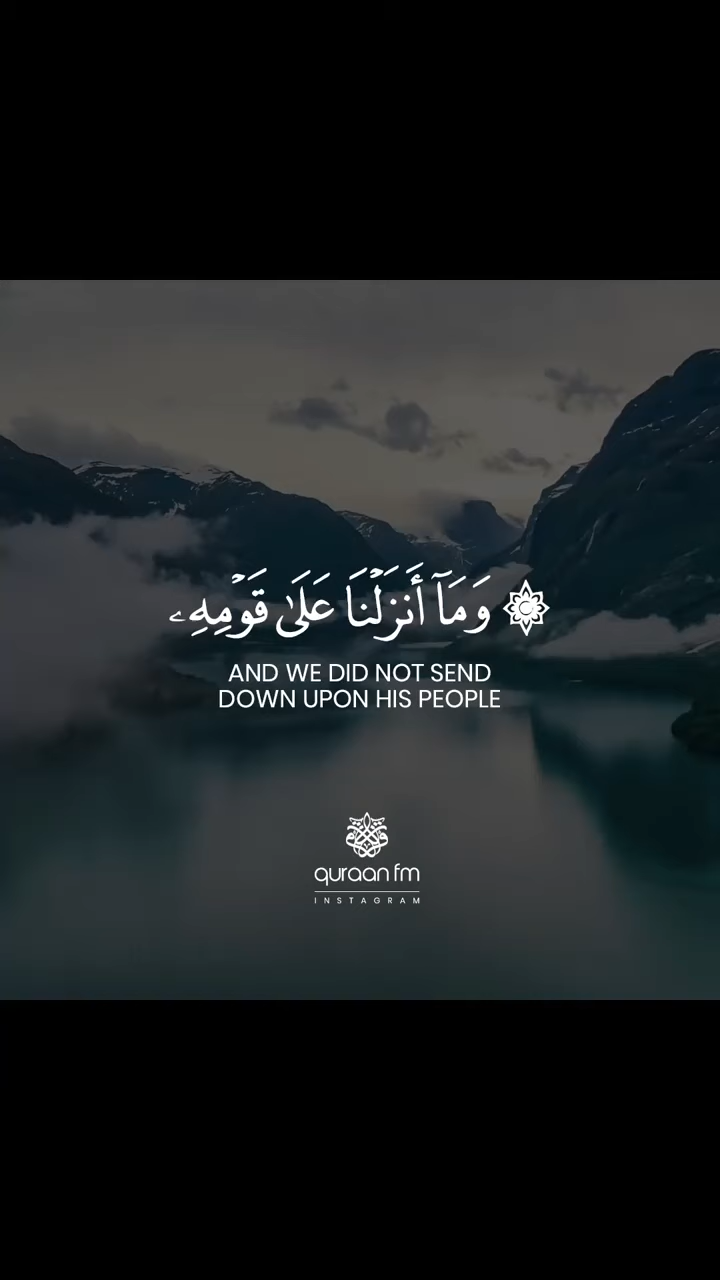 ۞ وَمَآ أَنزَلْنَا عَلَىٰ قَوْمِهِۦ
AND WE DID NOT SEND
DOWN UPON HIS PEOPLE
quraan fm
INSTAGRAM